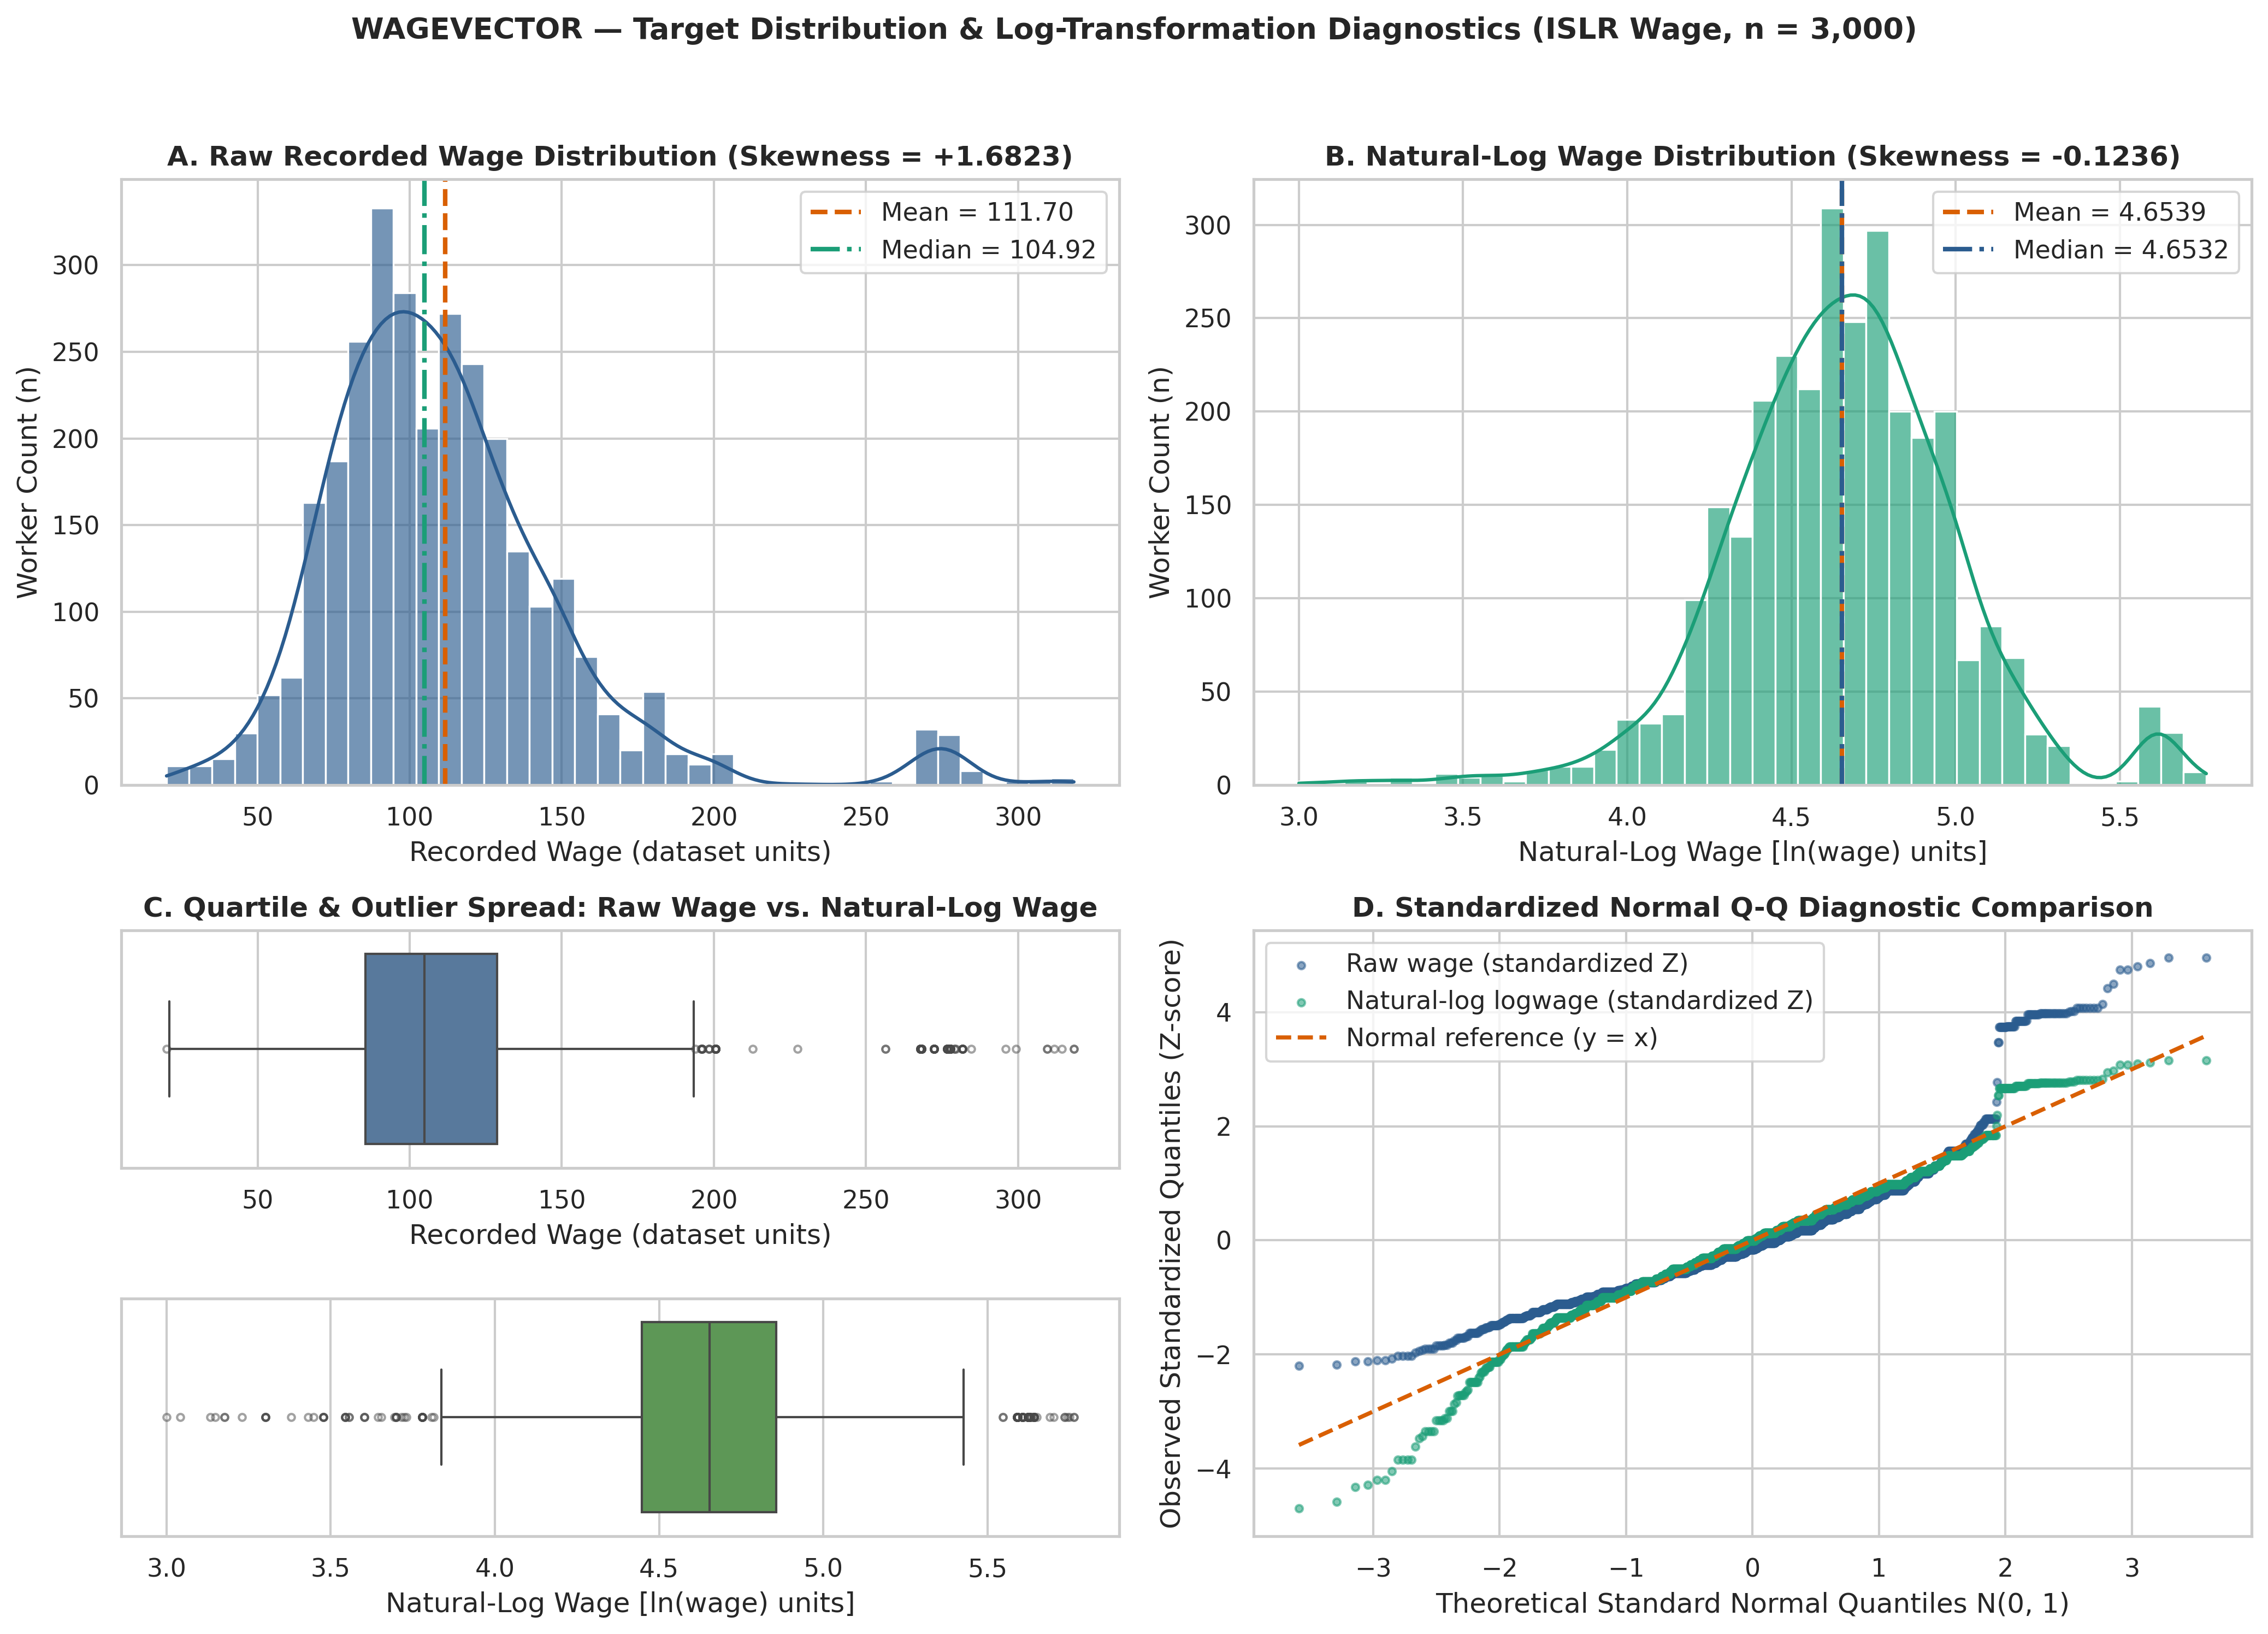 WAGEVECTOR — Target Distribution & Log-Transformation Diagnostics (ISLR Wage, n = 3,000)
A. Raw Recorded Wage Distribution (Skewness = +1.6823)
Mean = 111.70
Median = 104.92
Worker Count (n)
300
250
200
150
100
50
0
50 100 150 200 250 300
Recorded Wage (dataset units)
B. Natural-Log Wage Distribution (Skewness = -0.1236)
Mean = 4.6539
Median = 4.6532
Worker Count (n)
300
250
200
150
100
50
0
3.0 3.5 4.0 4.5 5.0 5.5
Natural-Log Wage [ln(wage) units]
C. Quartile & Outlier Spread: Raw Wage vs. Natural-Log Wage
50 100 150 200 250 300
Recorded Wage (dataset units)
3.0 3.5 4.0 4.5 5.0 5.5
Natural-Log Wage [ln(wage) units]
D. Standardized Normal Q-Q Diagnostic Comparison
Raw wage (standardized Z)
Natural-log logwage (standardized Z)
Normal reference (y = x)
Observed Standardized Quantiles (Z-score)
4
2
0
−2
−4
−3 −2 −1 0 1 2 3
Theoretical Standard Normal Quantiles N(0, 1)